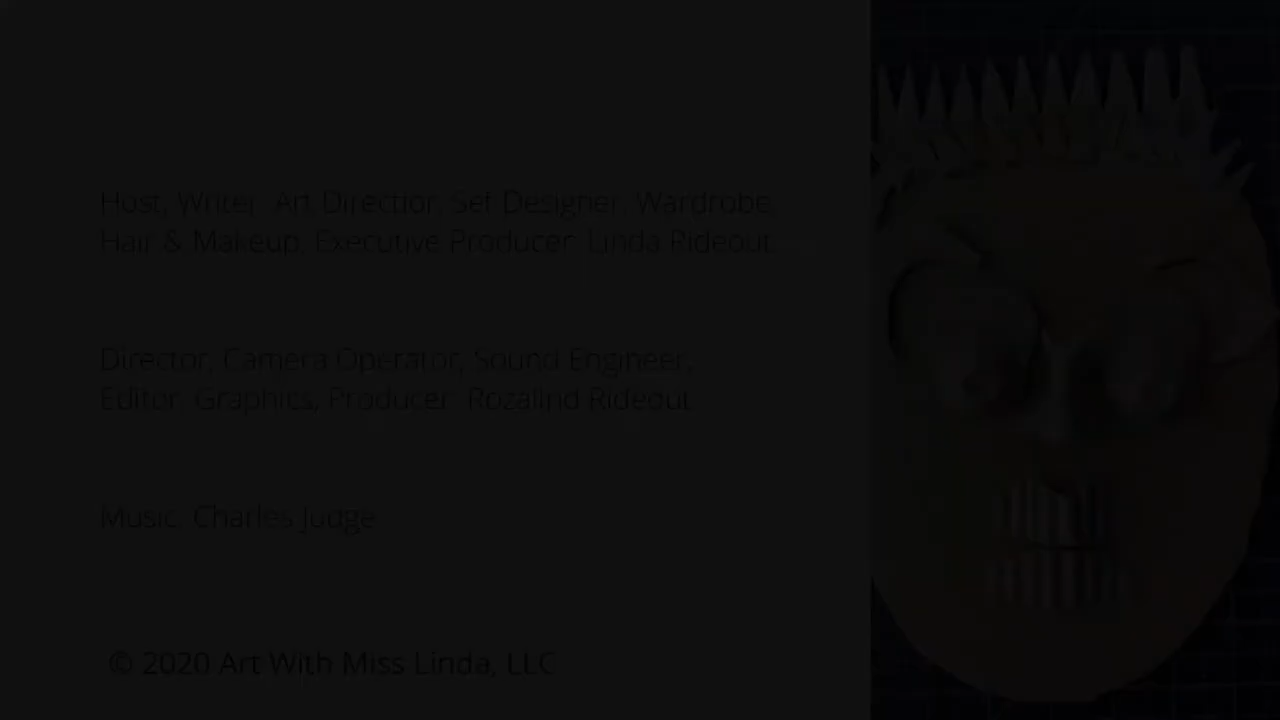 Host, Writer, Art Director, Set Designer, Wardrobe,
Hair & Makeup, Executive Producer: Linda Rideout
Director, Camera Operator, Sound Engineer,
Editor, Graphics, Producer: Rozalind Rideout
Music: Charles Judge
© 2020 Art With Miss Linda, LLC